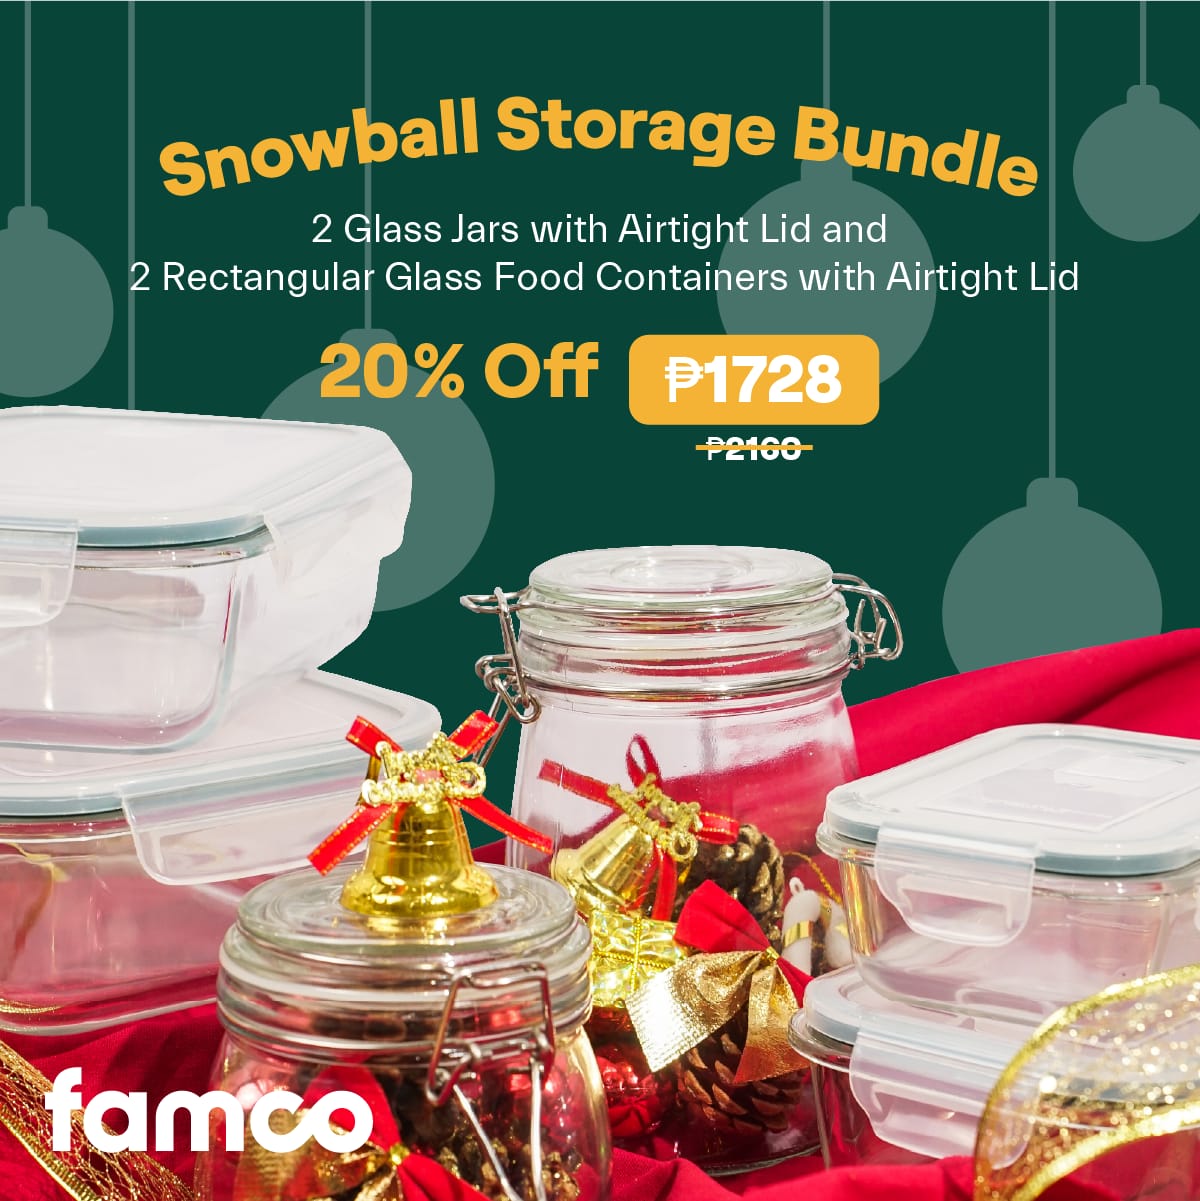 Snowball Storage Bundle
2 Glass Jars with Airtight Lid and
2 Rectangular Glass Food Containers with Airtight Lid
20% Off
₱1728
₱2160
famco